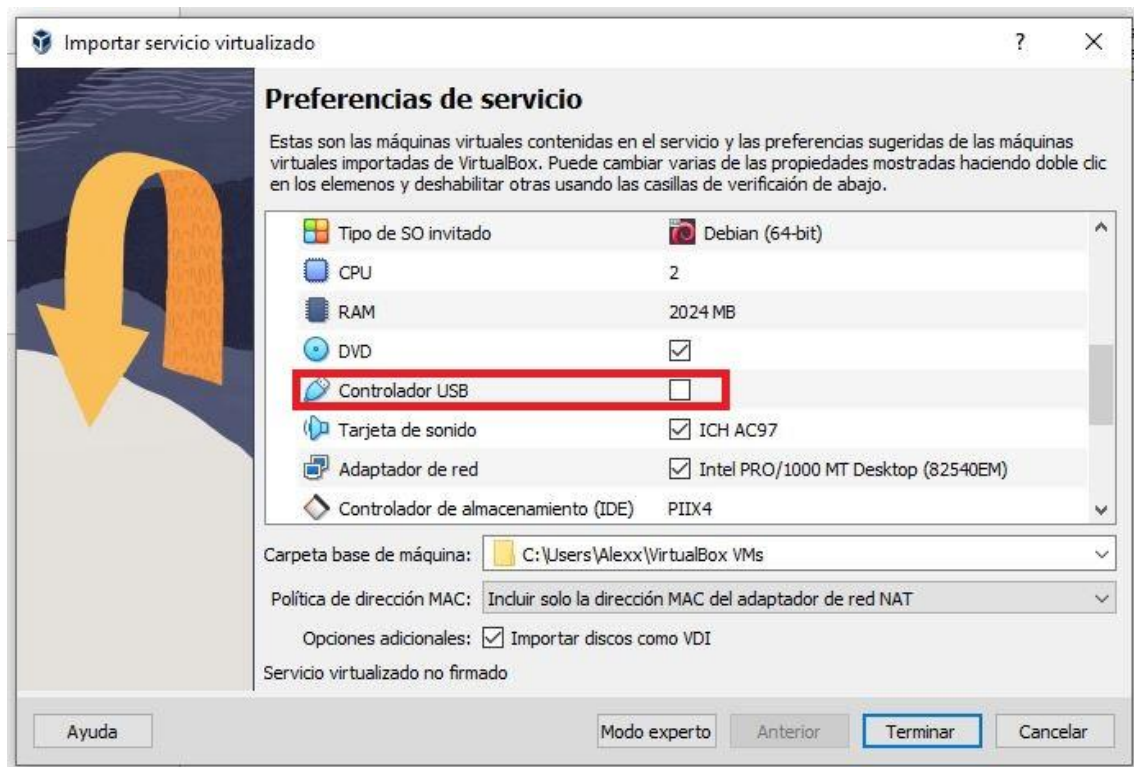 Importar servicio virtualizado
?
Preferencias de servicio
Estas son las máquinas virtuales contenidas en el servicio y las preferencias sugeridas de las máquinas
virtuales importadas de VirtualBox. Puede cambiar varias de las propiedades mostradas haciendo doble clic
en los elemenos y deshabilitar otras usando las casillas de verificaión de abajo.
Tipo de SO invitado Debian (64-bit)
CPU 2
RAM 2024 MB
DVD
Controlador USB
Tarjeta de sonido ICH AC97
Adaptador de red Intel PRO/1000 MT Desktop (82540EM)
Controlador de almacenamiento (IDE) PIIX4
Carpeta base de máquina: C:\Users\Alexx\VirtualBox VMs
Política de dirección MAC: Incluir solo la dirección MAC del adaptador de red NAT
Opciones adicionales: Importar discos como VDI
Servicio virtualizado no firmado
Ayuda Modo experto Anterior Terminar Cancelar